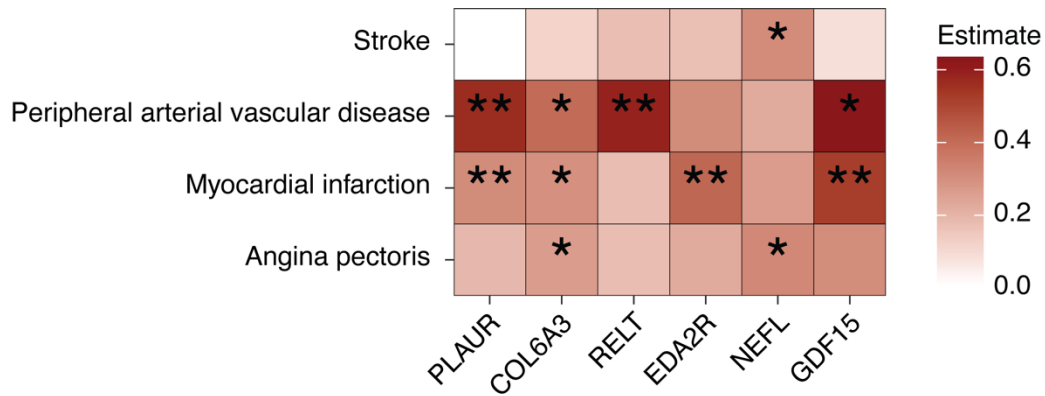 Stroke
*
Peripheral arterial vascular disease
** * ** *
Myocardial infarction
** * ** **
Angina pectoris
* *
PLAUR COL6A3 RELT EDA2R NEFL GDF15
Estimate
0.6
0.4
0.2
0.0